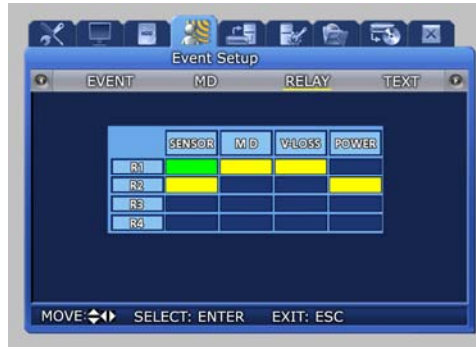 Event Setup
EVENT MD RELAY TEXT
SENSOR M D V-LOSS POWER
R1
R2
R3
R4
MOVE: SELECT: ENTER EXIT: ESC